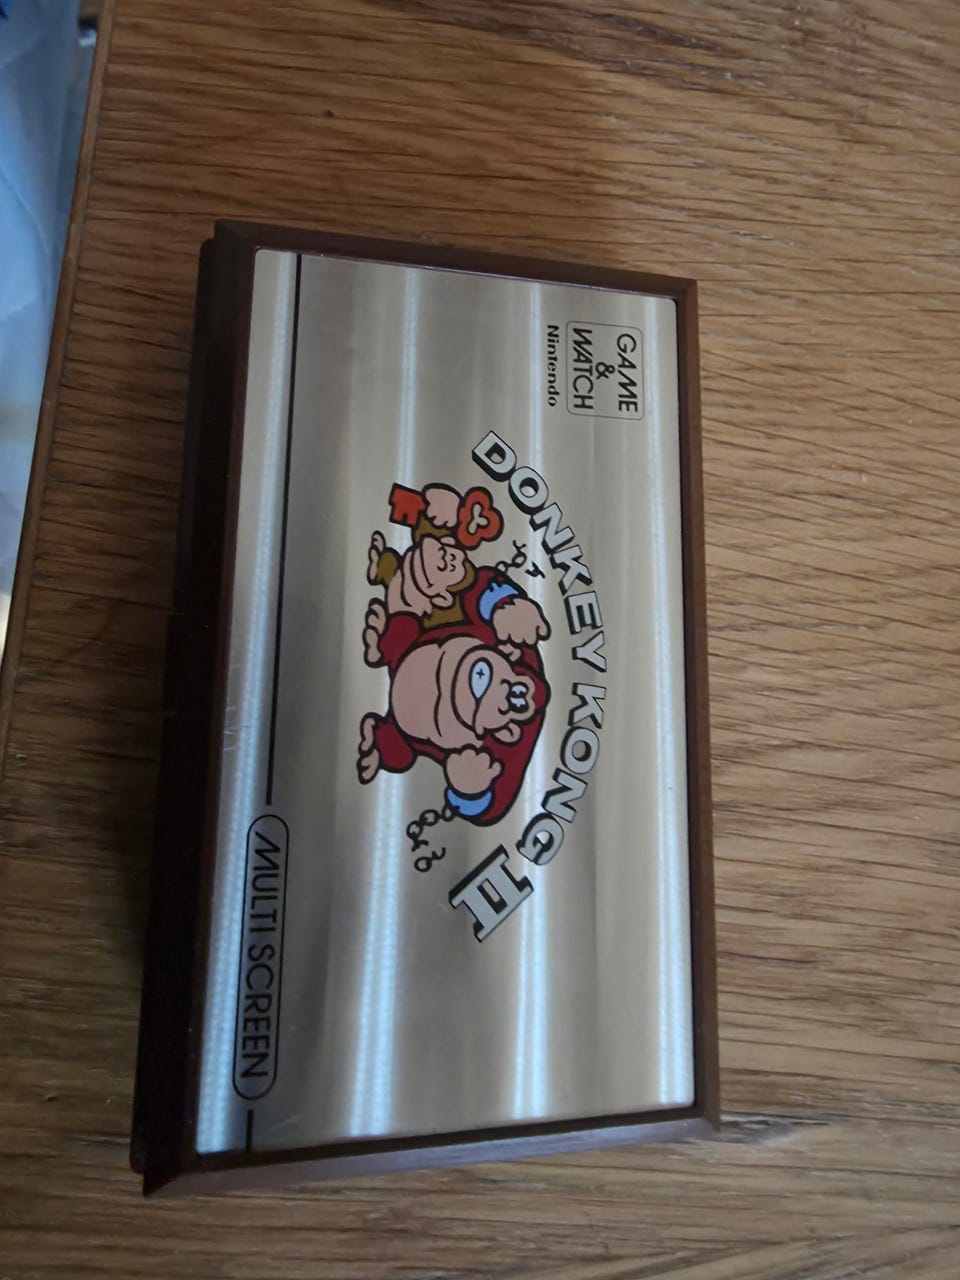 GAME
&
WATCH
Nintendo
DONKEY KONG II
MULTI SCREEN